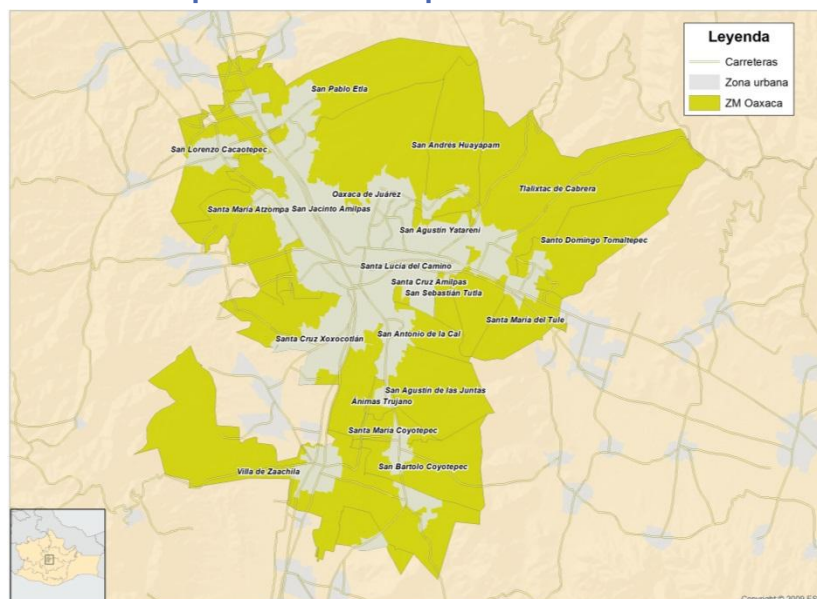 Leyenda
Carreteras
Zona urbana
ZM Oaxaca
San Pablo Etla
San Andrés Huayápam
San Lorenzo Cacaotepec
Tlalixtac de Cabrera
Oaxaca de Juárez
Santa María Atzompa
San Jacinto Amilpas
San Agustín Yatareni
Santo Domingo Tomaltepec
Santa Lucía del Camino
Santa Cruz Amilpas
San Sebastián Tutla
Santa María del Tule
Santa Cruz Xoxocotlán
San Antonio de la Cal
San Agustín de las Juntas
Ánimas Trujano
Santa María Coyotepec
Villa de Zaachila
San Bartolo Coyotepec